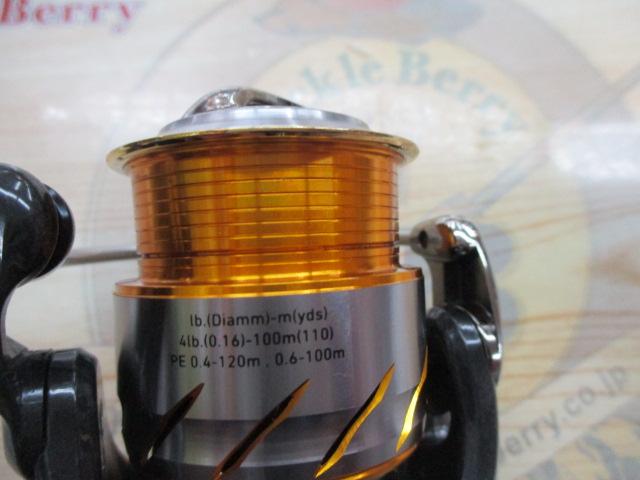 Berry
Tackle Berry
lb.(Diamm)-m(yds)
4lb.(0.16)-100m(110)
PE 0.4-120m . 0.6-100m
berry.co.jp